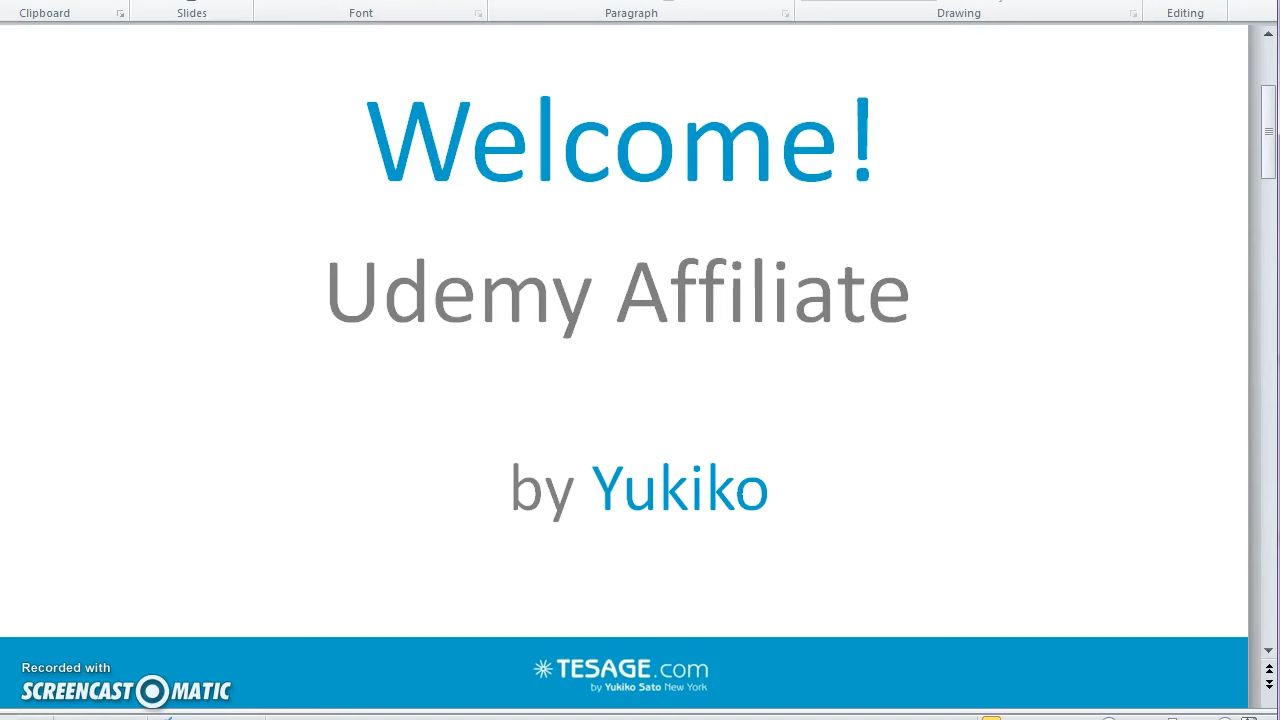 Clipboard Slides Font Paragraph Drawing Editing
Welcome!
Udemy Affiliate
by Yukiko
Recorded with
SCREENCAST MATIC
TESAGE.com
by Yukiko Sato New York